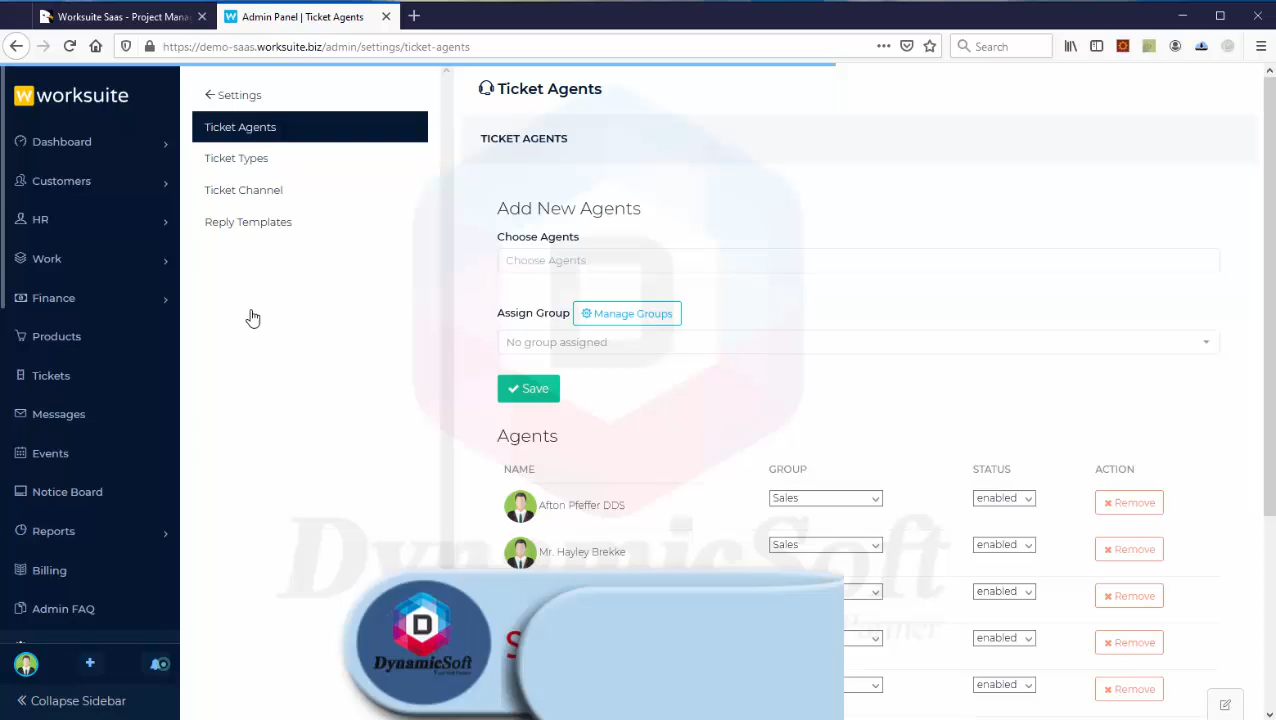 Worksuite Saas - Project Mana
Admin Panel | Ticket Agents
https://demo-saas.worksuite.biz/admin/settings/ticket-agents
Search
worksuite
Dashboard
Customers
HR
Work
Finance
Products
Tickets
Messages
Events
Notice Board
Reports
Billing
Admin FAQ
Collapse Sidebar
Settings
Ticket Agents
Ticket Types
Ticket Channel
Reply Templates
Ticket Agents
TICKET AGENTS
Add New Agents
Choose Agents
Choose Agents
Assign Group
Manage Groups
No group assigned
Save
Agents
NAME GROUP STATUS ACTION
Afton Pfeffer DDS Sales enabled Remove
Mr. Hayley Brekke Sales enabled Remove
enabled Remove
enabled Remove
enabled Remove
DynamicSoft
DynamicSoft